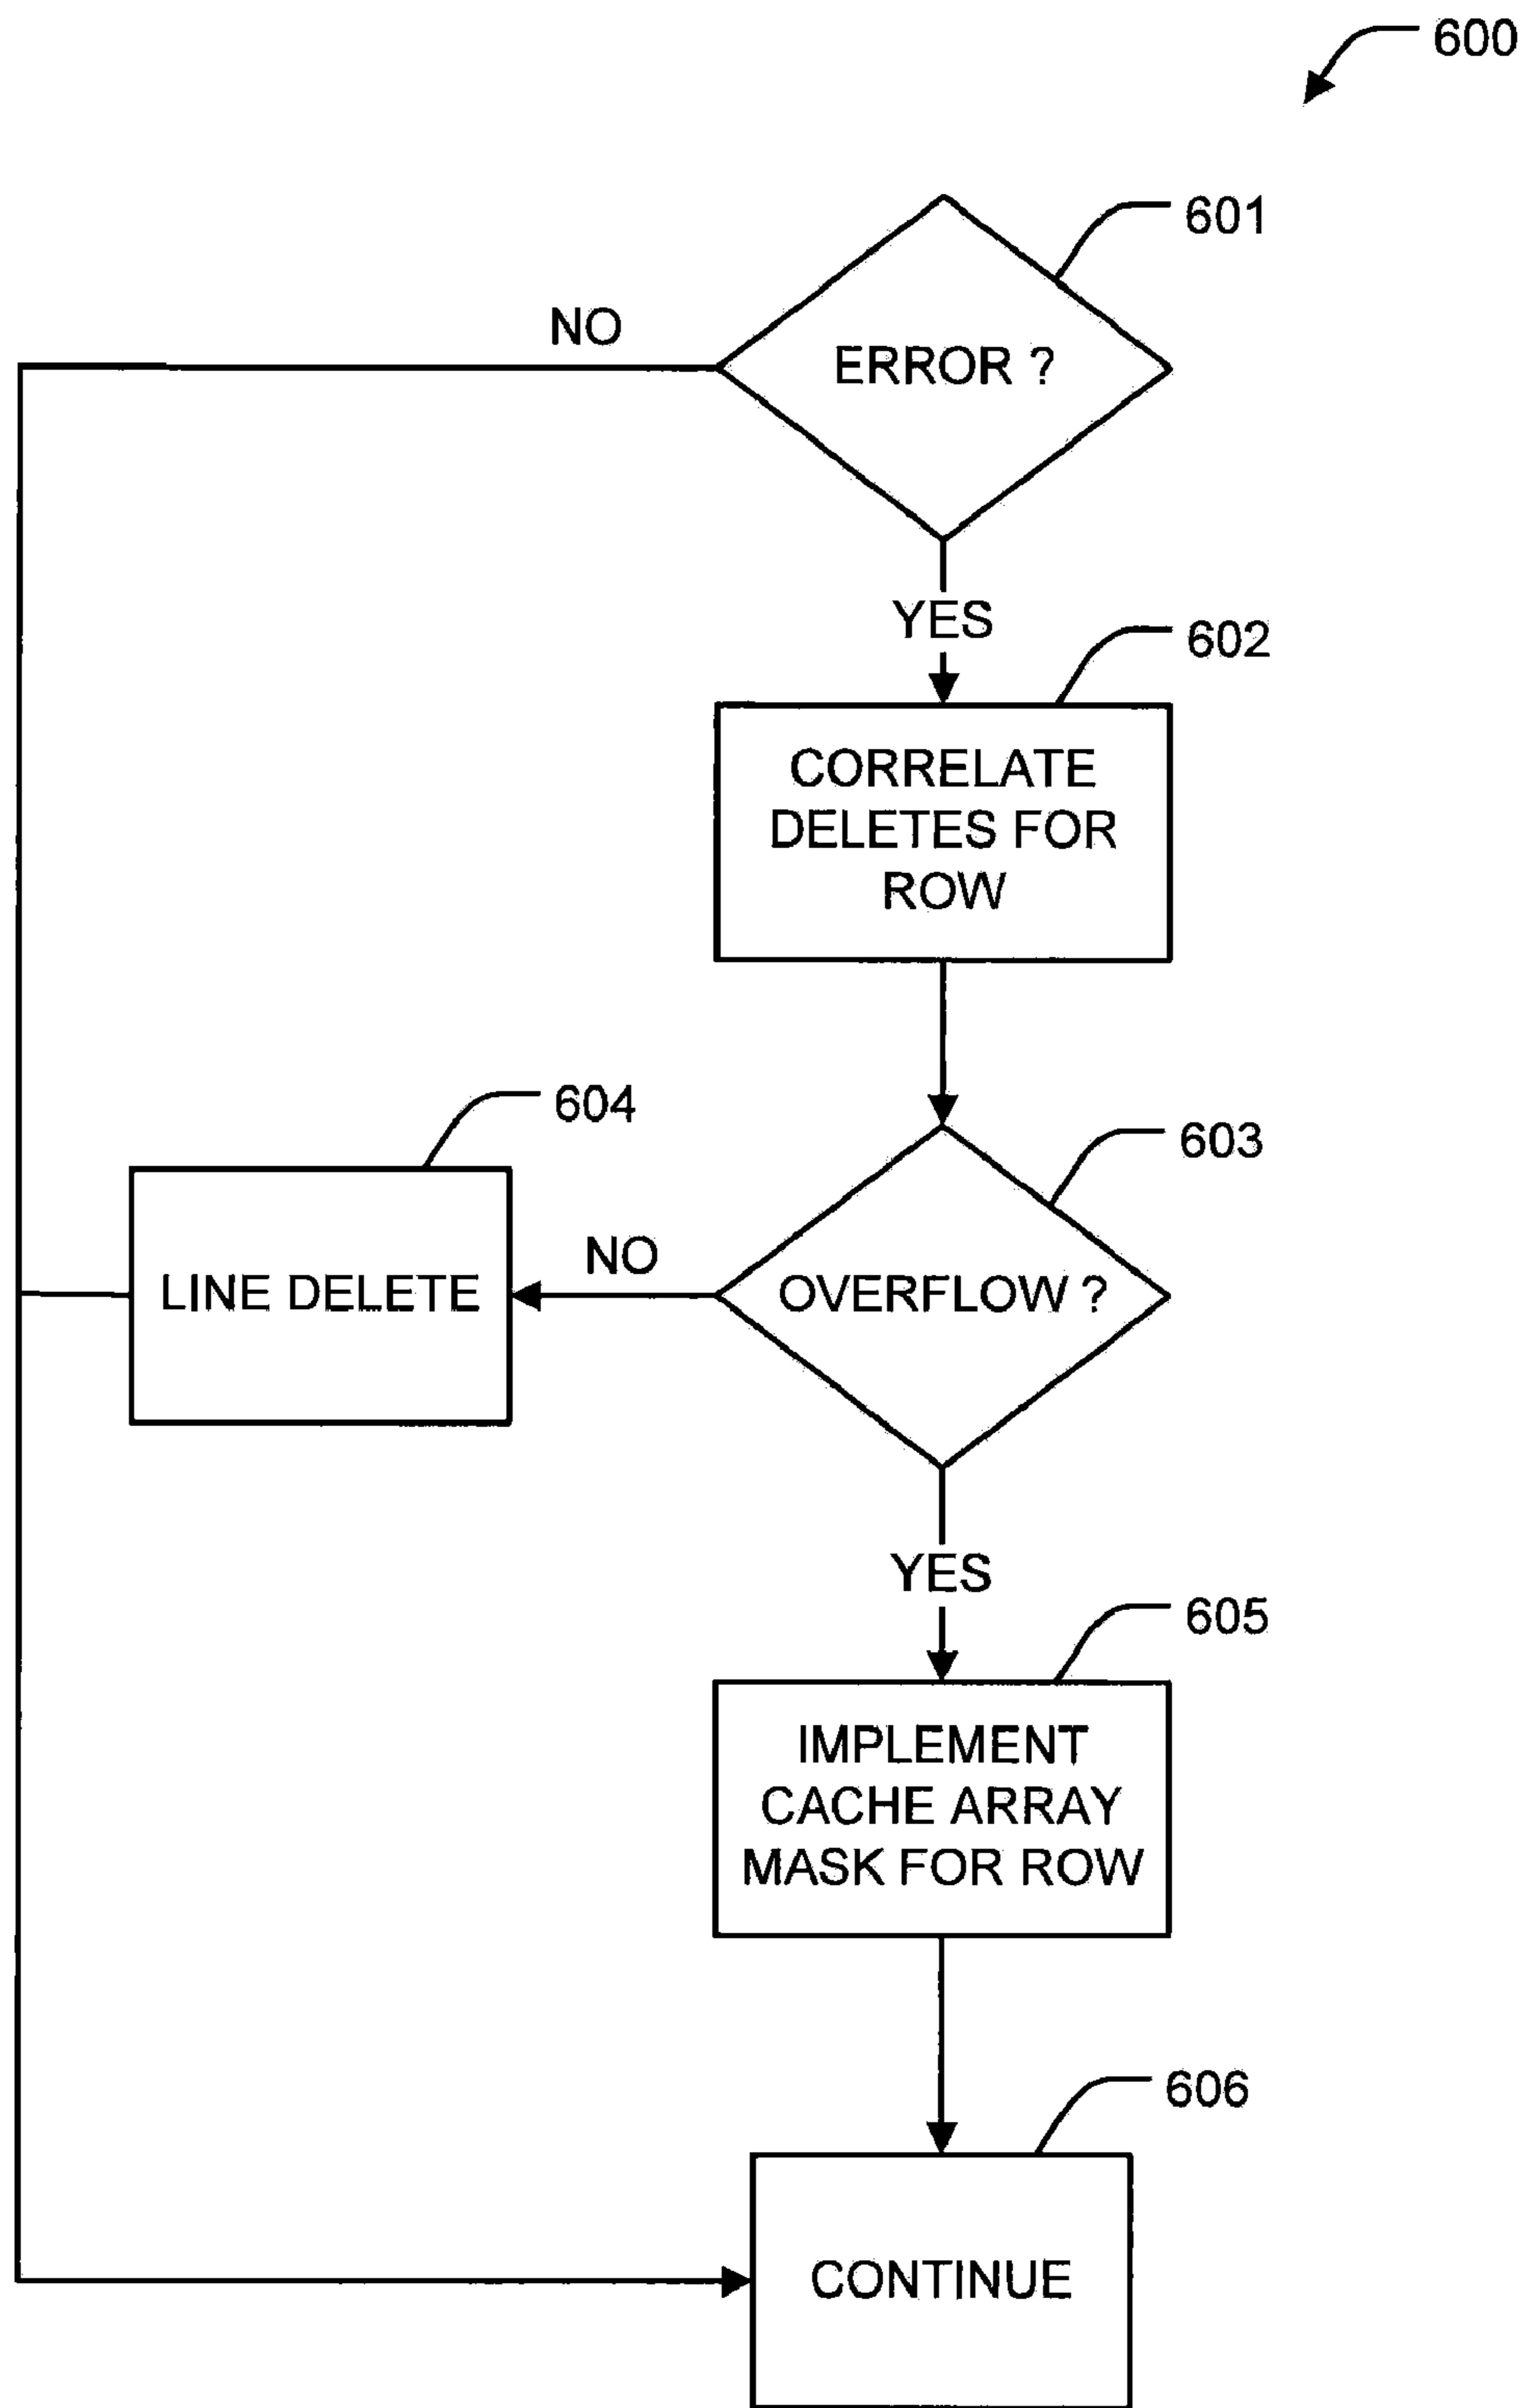 600
601
NO
ERROR ?
YES
602
CORRELATE
DELETES FOR
ROW
604
603
NO
LINE DELETE
OVERFLOW ?
YES
605
IMPLEMENT
CACHE ARRAY
MASK FOR ROW
606
CONTINUE